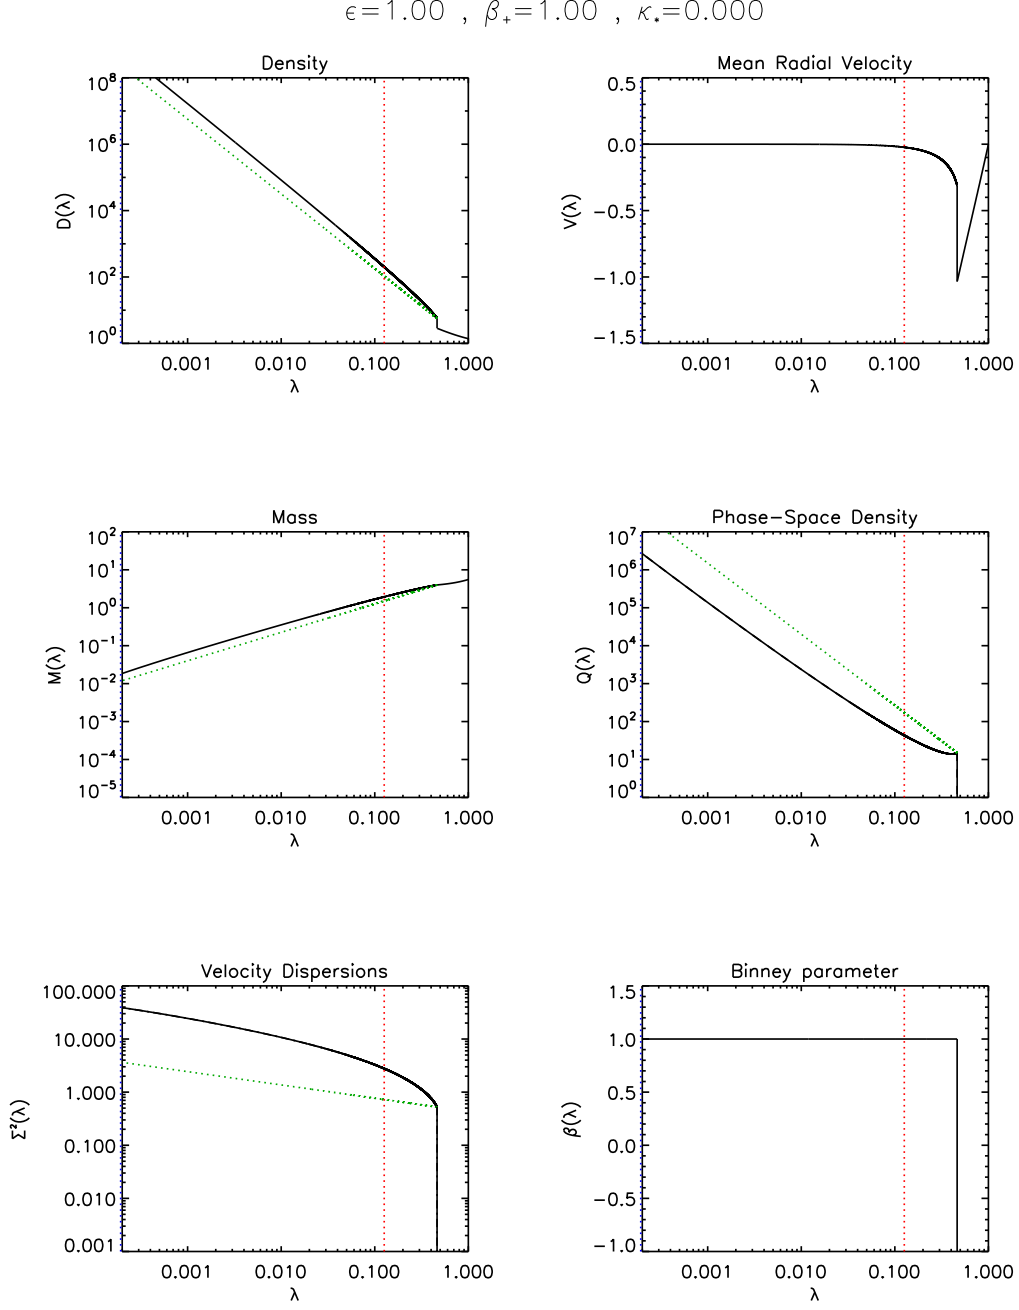 ϵ=1.00 , β₊=1.00 , κ*=0.000
Density
10⁸
10⁶
10⁴
10²
10⁰
D(λ)
0.001 0.010 0.100 1.000
λ
Mean Radial Velocity
0.5
0.0
−0.5
−1.0
−1.5
V(λ)
0.001 0.010 0.100 1.000
λ
Mass
10²
10¹
10⁰
10⁻¹
10⁻²
10⁻³
10⁻⁴
10⁻⁵
M(λ)
0.001 0.010 0.100 1.000
λ
Phase−Space Density
10⁷
10⁶
10⁵
10⁴
10³
10²
10¹
10⁰
Q(λ)
0.001 0.010 0.100 1.000
λ
Velocity Dispersions
100.000
10.000
1.000
0.100
0.010
0.001
Σ²(λ)
0.001 0.010 0.100 1.000
λ
Binney parameter
1.5
1.0
0.5
0.0
−0.5
−1.0
β(λ)
0.001 0.010 0.100 1.000
λ